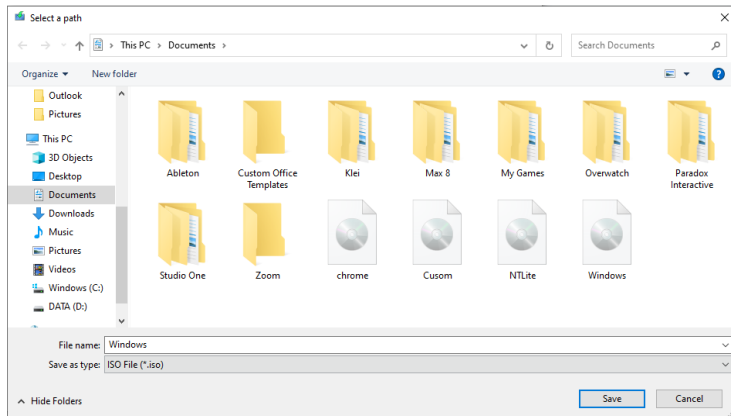 Select a path
This PC > Documents >
Search Documents
Organize
New folder
Outlook
Pictures
This PC
3D Objects
Desktop
Documents
Downloads
Music
Pictures
Videos
Windows (C:)
DATA (D:)
Ableton
Custom Office
Templates
Klei
Max 8
My Games
Overwatch
Paradox
Interactive
Studio One
Zoom
chrome
Cusom
NTLite
Windows
File name: Windows
Save as type: ISO File (*.iso)
Hide Folders
Save
Cancel